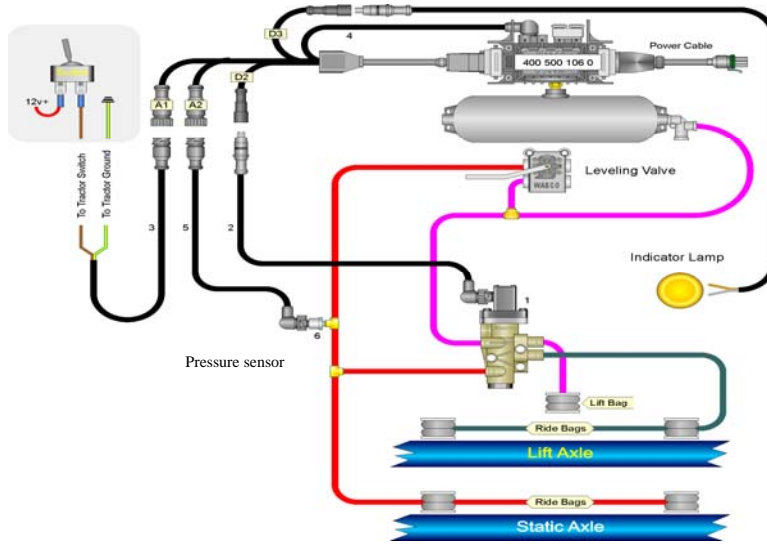 D3
4
400 500 106 0
Power Cable
12v+
A1
A2
D2
To Tractor Switch
To Tractor Ground
3
5
2
WABCO
Leveling Valve
Indicator Lamp
1
6
Pressure sensor
Lift Bag
Ride Bags
Lift Axle
Ride Bags
Static Axle